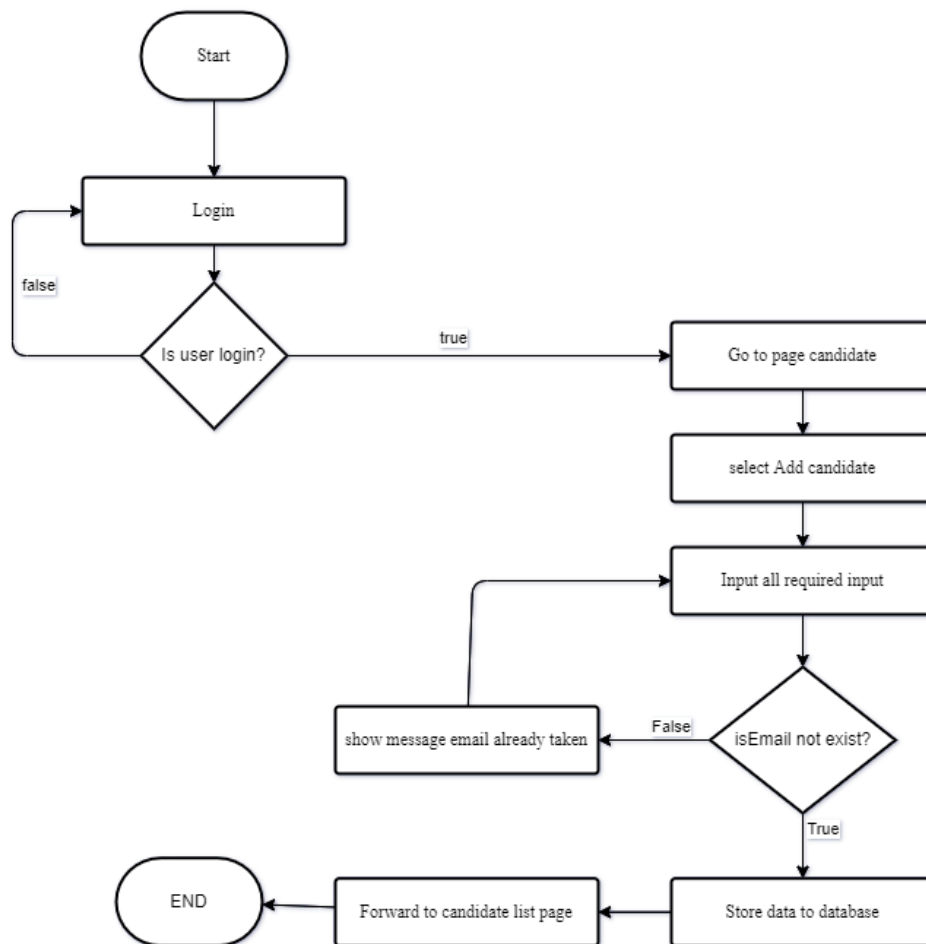 Start
Login
false
Is user login?
true
Go to page candidate
select Add candidate
Input all required input
isEmail not exist?
False
show message email already taken
True
Store data to database
Forward to candidate list page
END